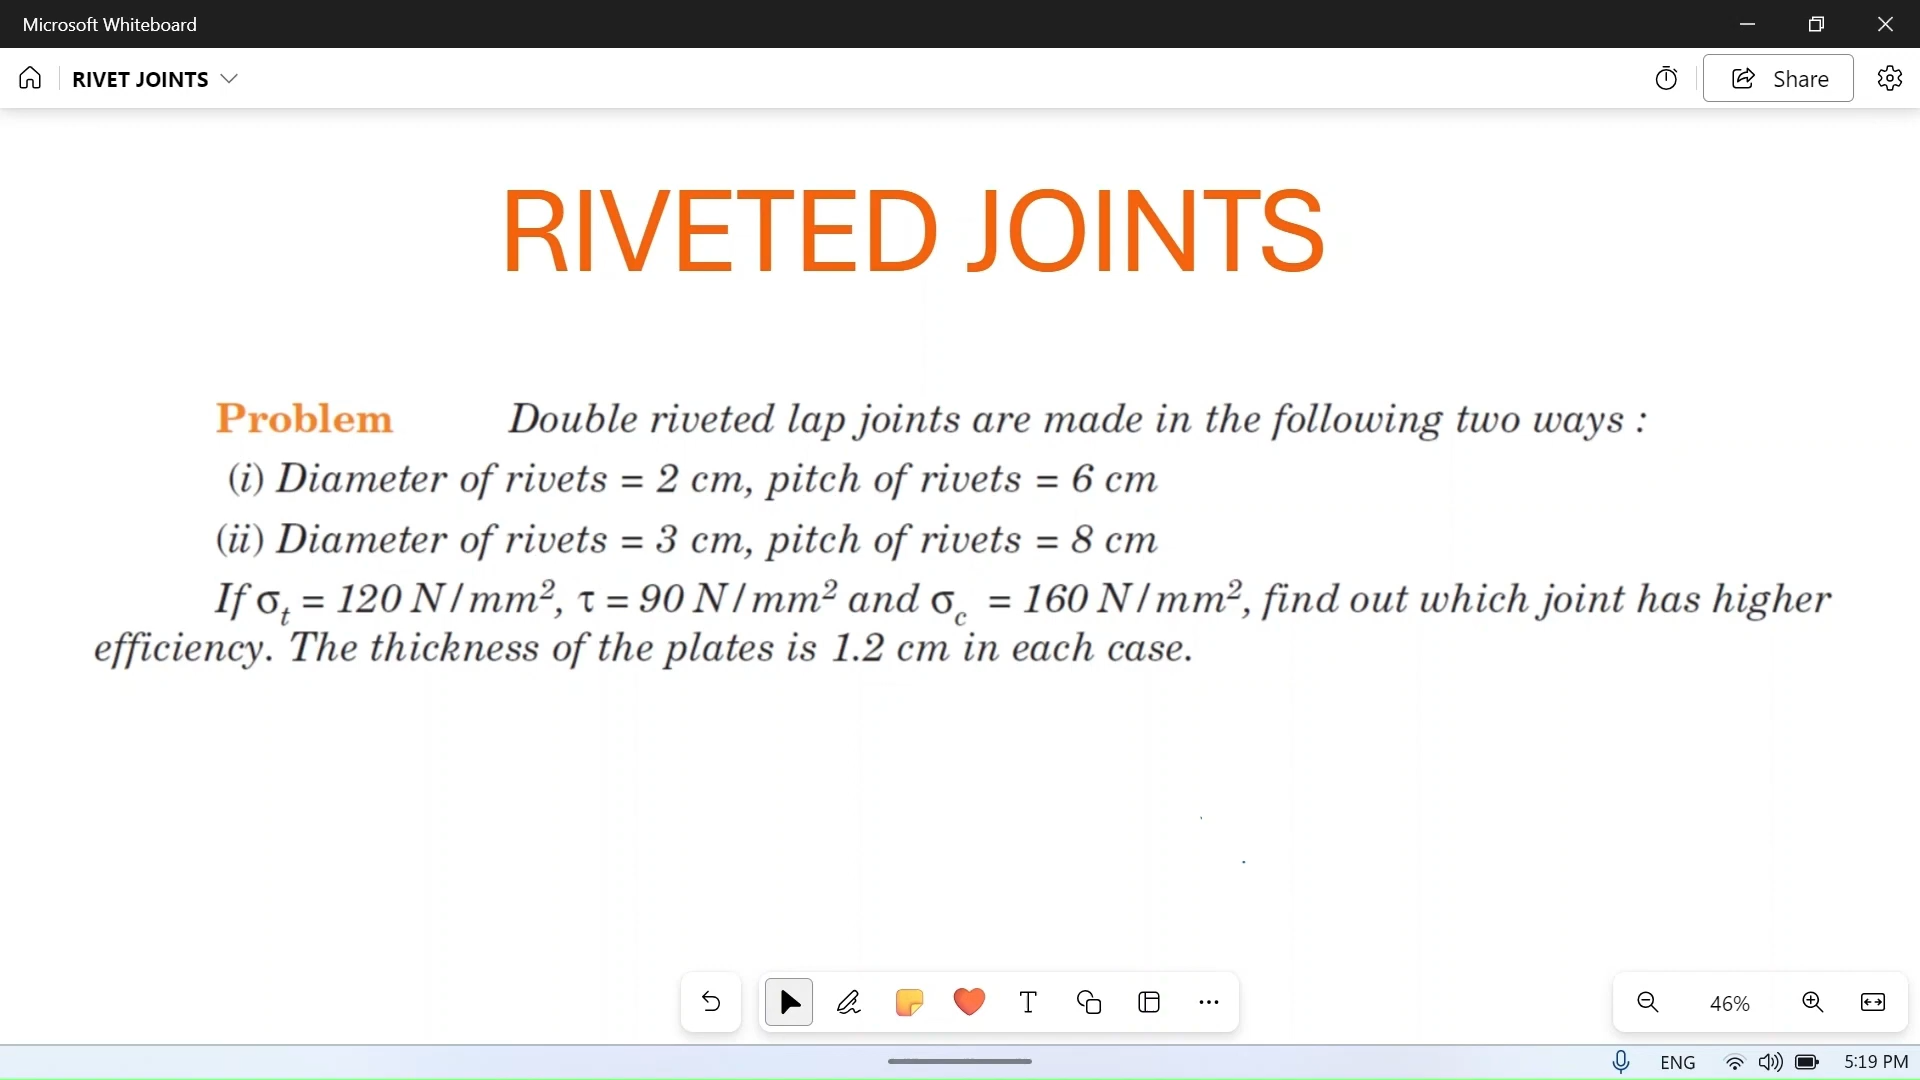 Microsoft Whiteboard
RIVET JOINTS
Share
RIVETED JOINTS
Problem Double riveted lap joints are made in the following two ways :
(i) Diameter of rivets = 2 cm, pitch of rivets = 6 cm
(ii) Diameter of rivets = 3 cm, pitch of rivets = 8 cm
If σt = 120 N/mm², τ = 90 N/mm² and σc = 160 N/mm², find out which joint has higher
efficiency. The thickness of the plates is 1.2 cm in each case.
46%
ENG 5:19 PM